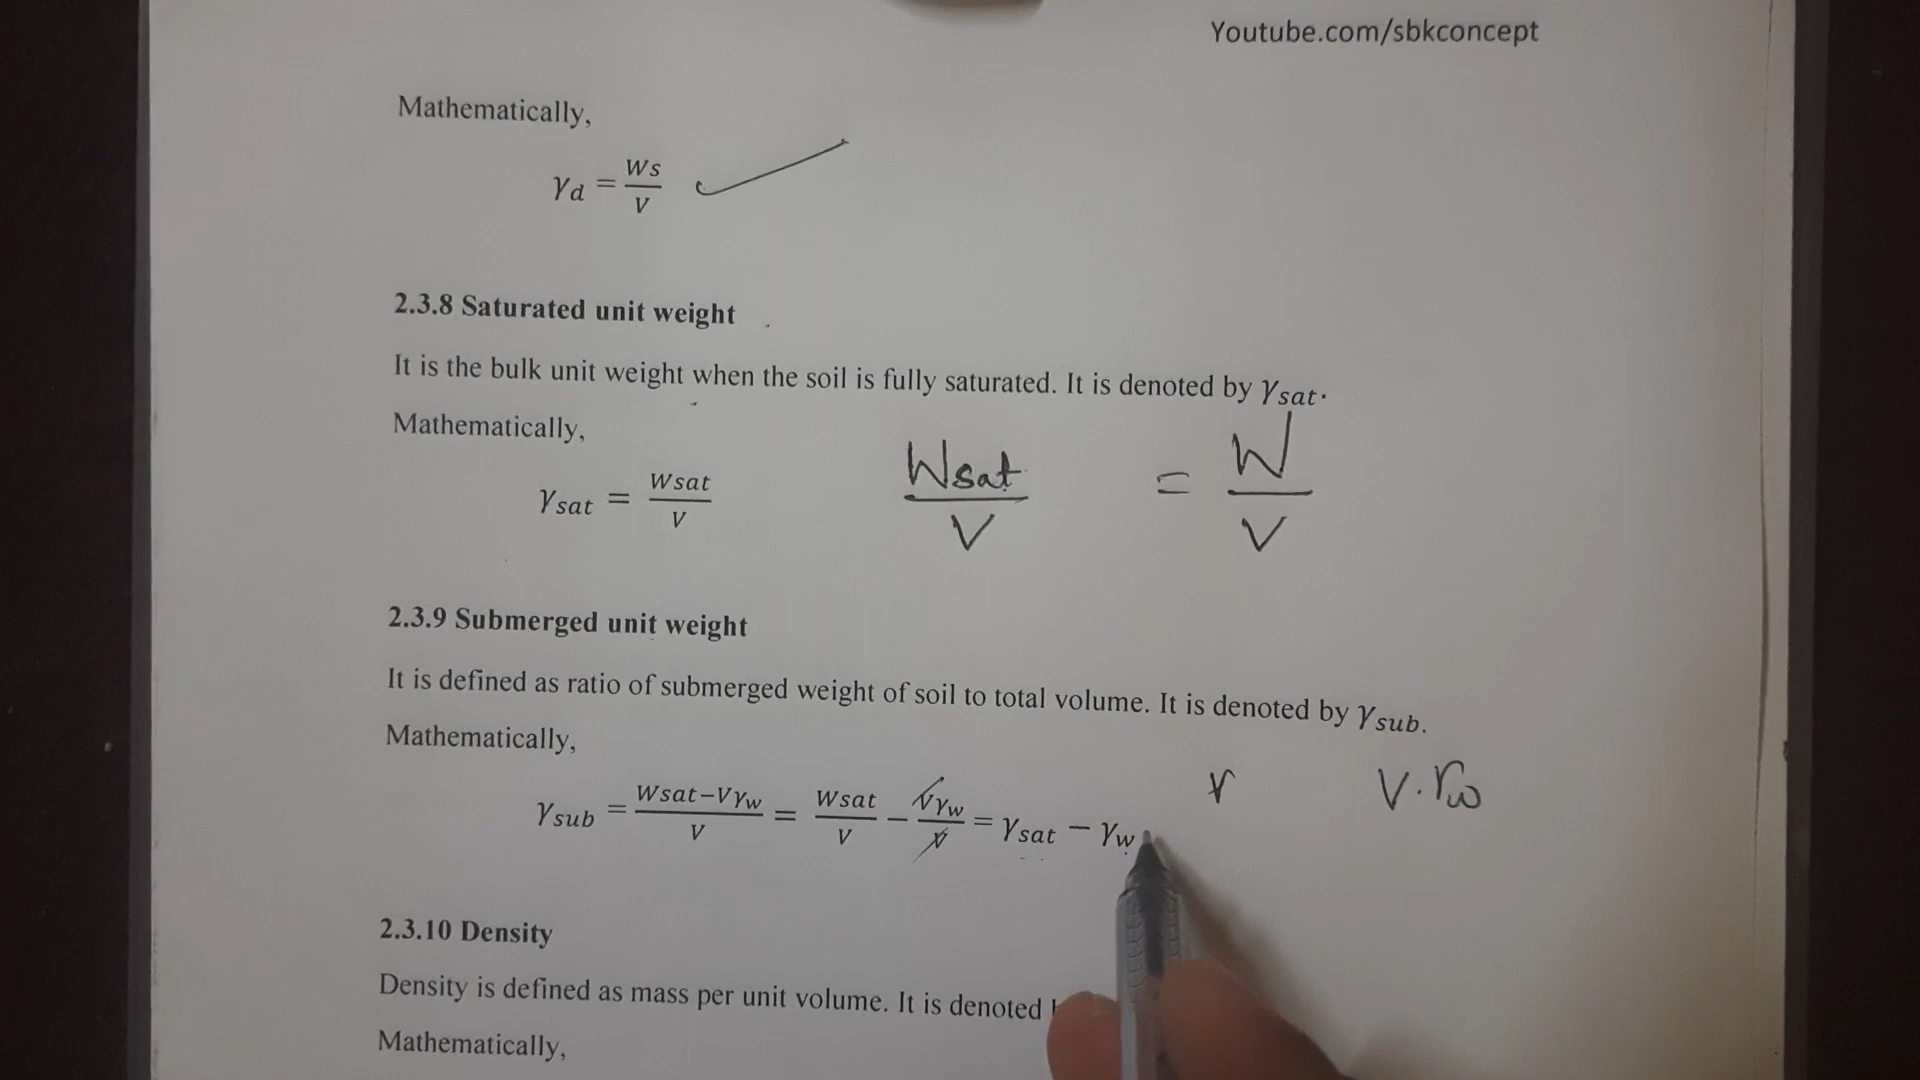 Youtube.com/sbkconcept
Mathematically,
γd = Ws/V
2.3.8 Saturated unit weight
It is the bulk unit weight when the soil is fully saturated. It is denoted by γsat.
Mathematically,
γsat = Wsat/V Wsat/V = W/V
2.3.9 Submerged unit weight
It is defined as ratio of submerged weight of soil to total volume. It is denoted by γsub.
Mathematically,
V.γw
γsub = Wsat−Vγw/V = Wsat/V − Vγw/V = γsat − γw
2.3.10 Density
Density is defined as mass per unit volume. It is denoted
Mathematically,